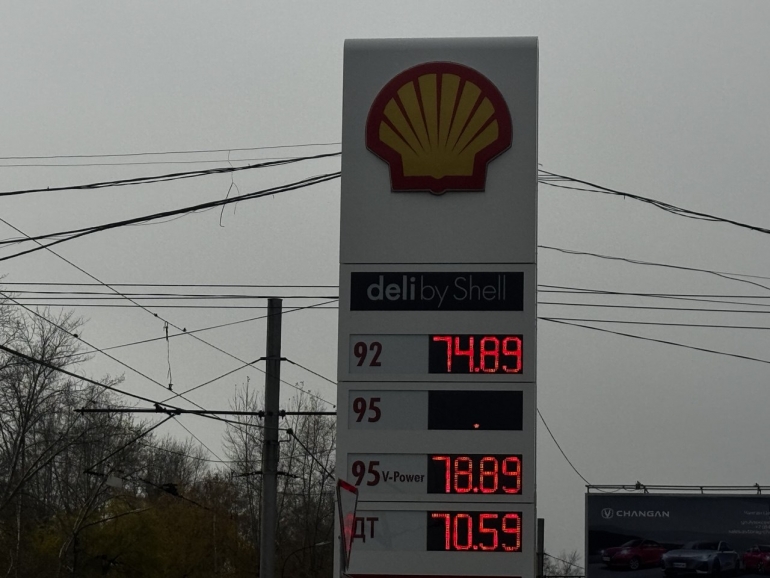 deli by Shell
92 74.89
95 .
95 V-Power 78.89
ДТ 70.59
CHANGAN